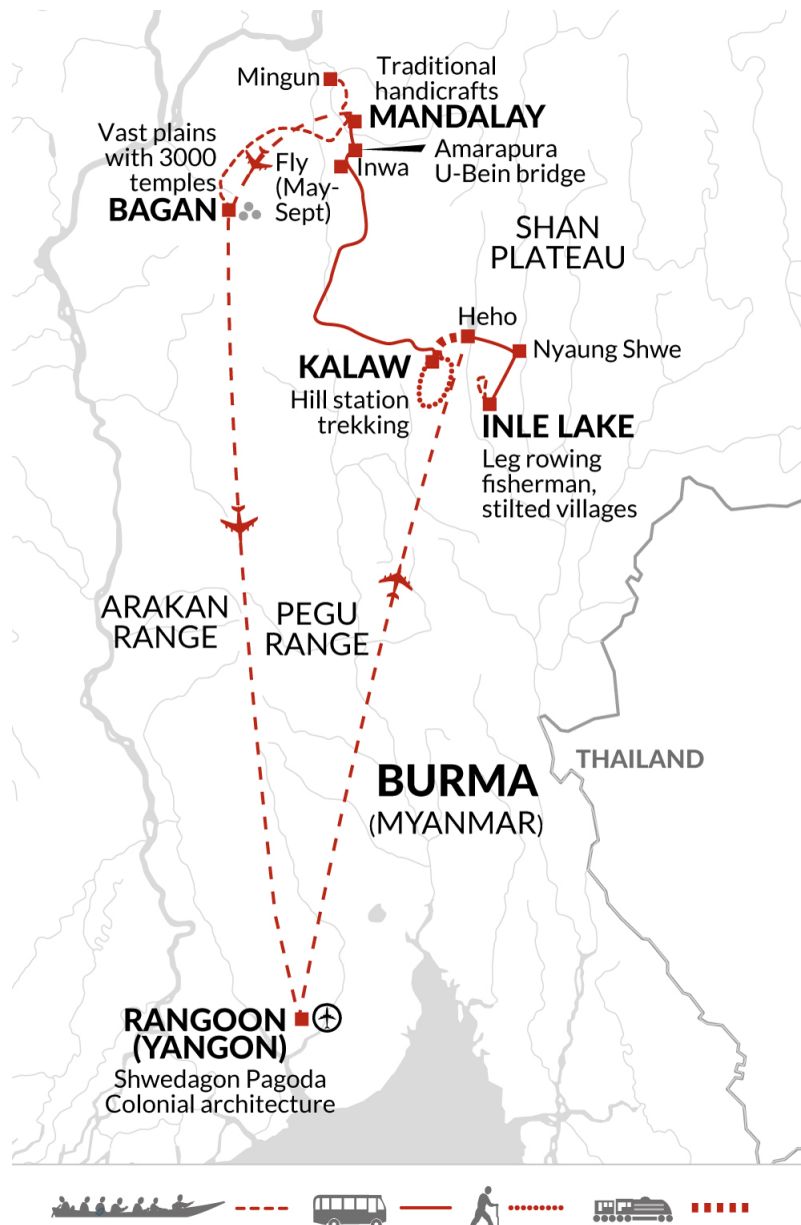 Mingun
Traditional
handicrafts
MANDALAY
Vast plains
with 3000
temples
BAGAN
Fly
(May-
Sept)
Inwa
Amarapura
U-Bein bridge
SHAN
PLATEAU
Heho
Nyaung Shwe
KALAW
Hill station
trekking
INLE LAKE
Leg rowing
fisherman,
stilted villages
ARAKAN
RANGE
PEGU
RANGE
BURMA
(MYANMAR)
THAILAND
RANGOON
(YANGON)
Shwedagon Pagoda
Colonial architecture